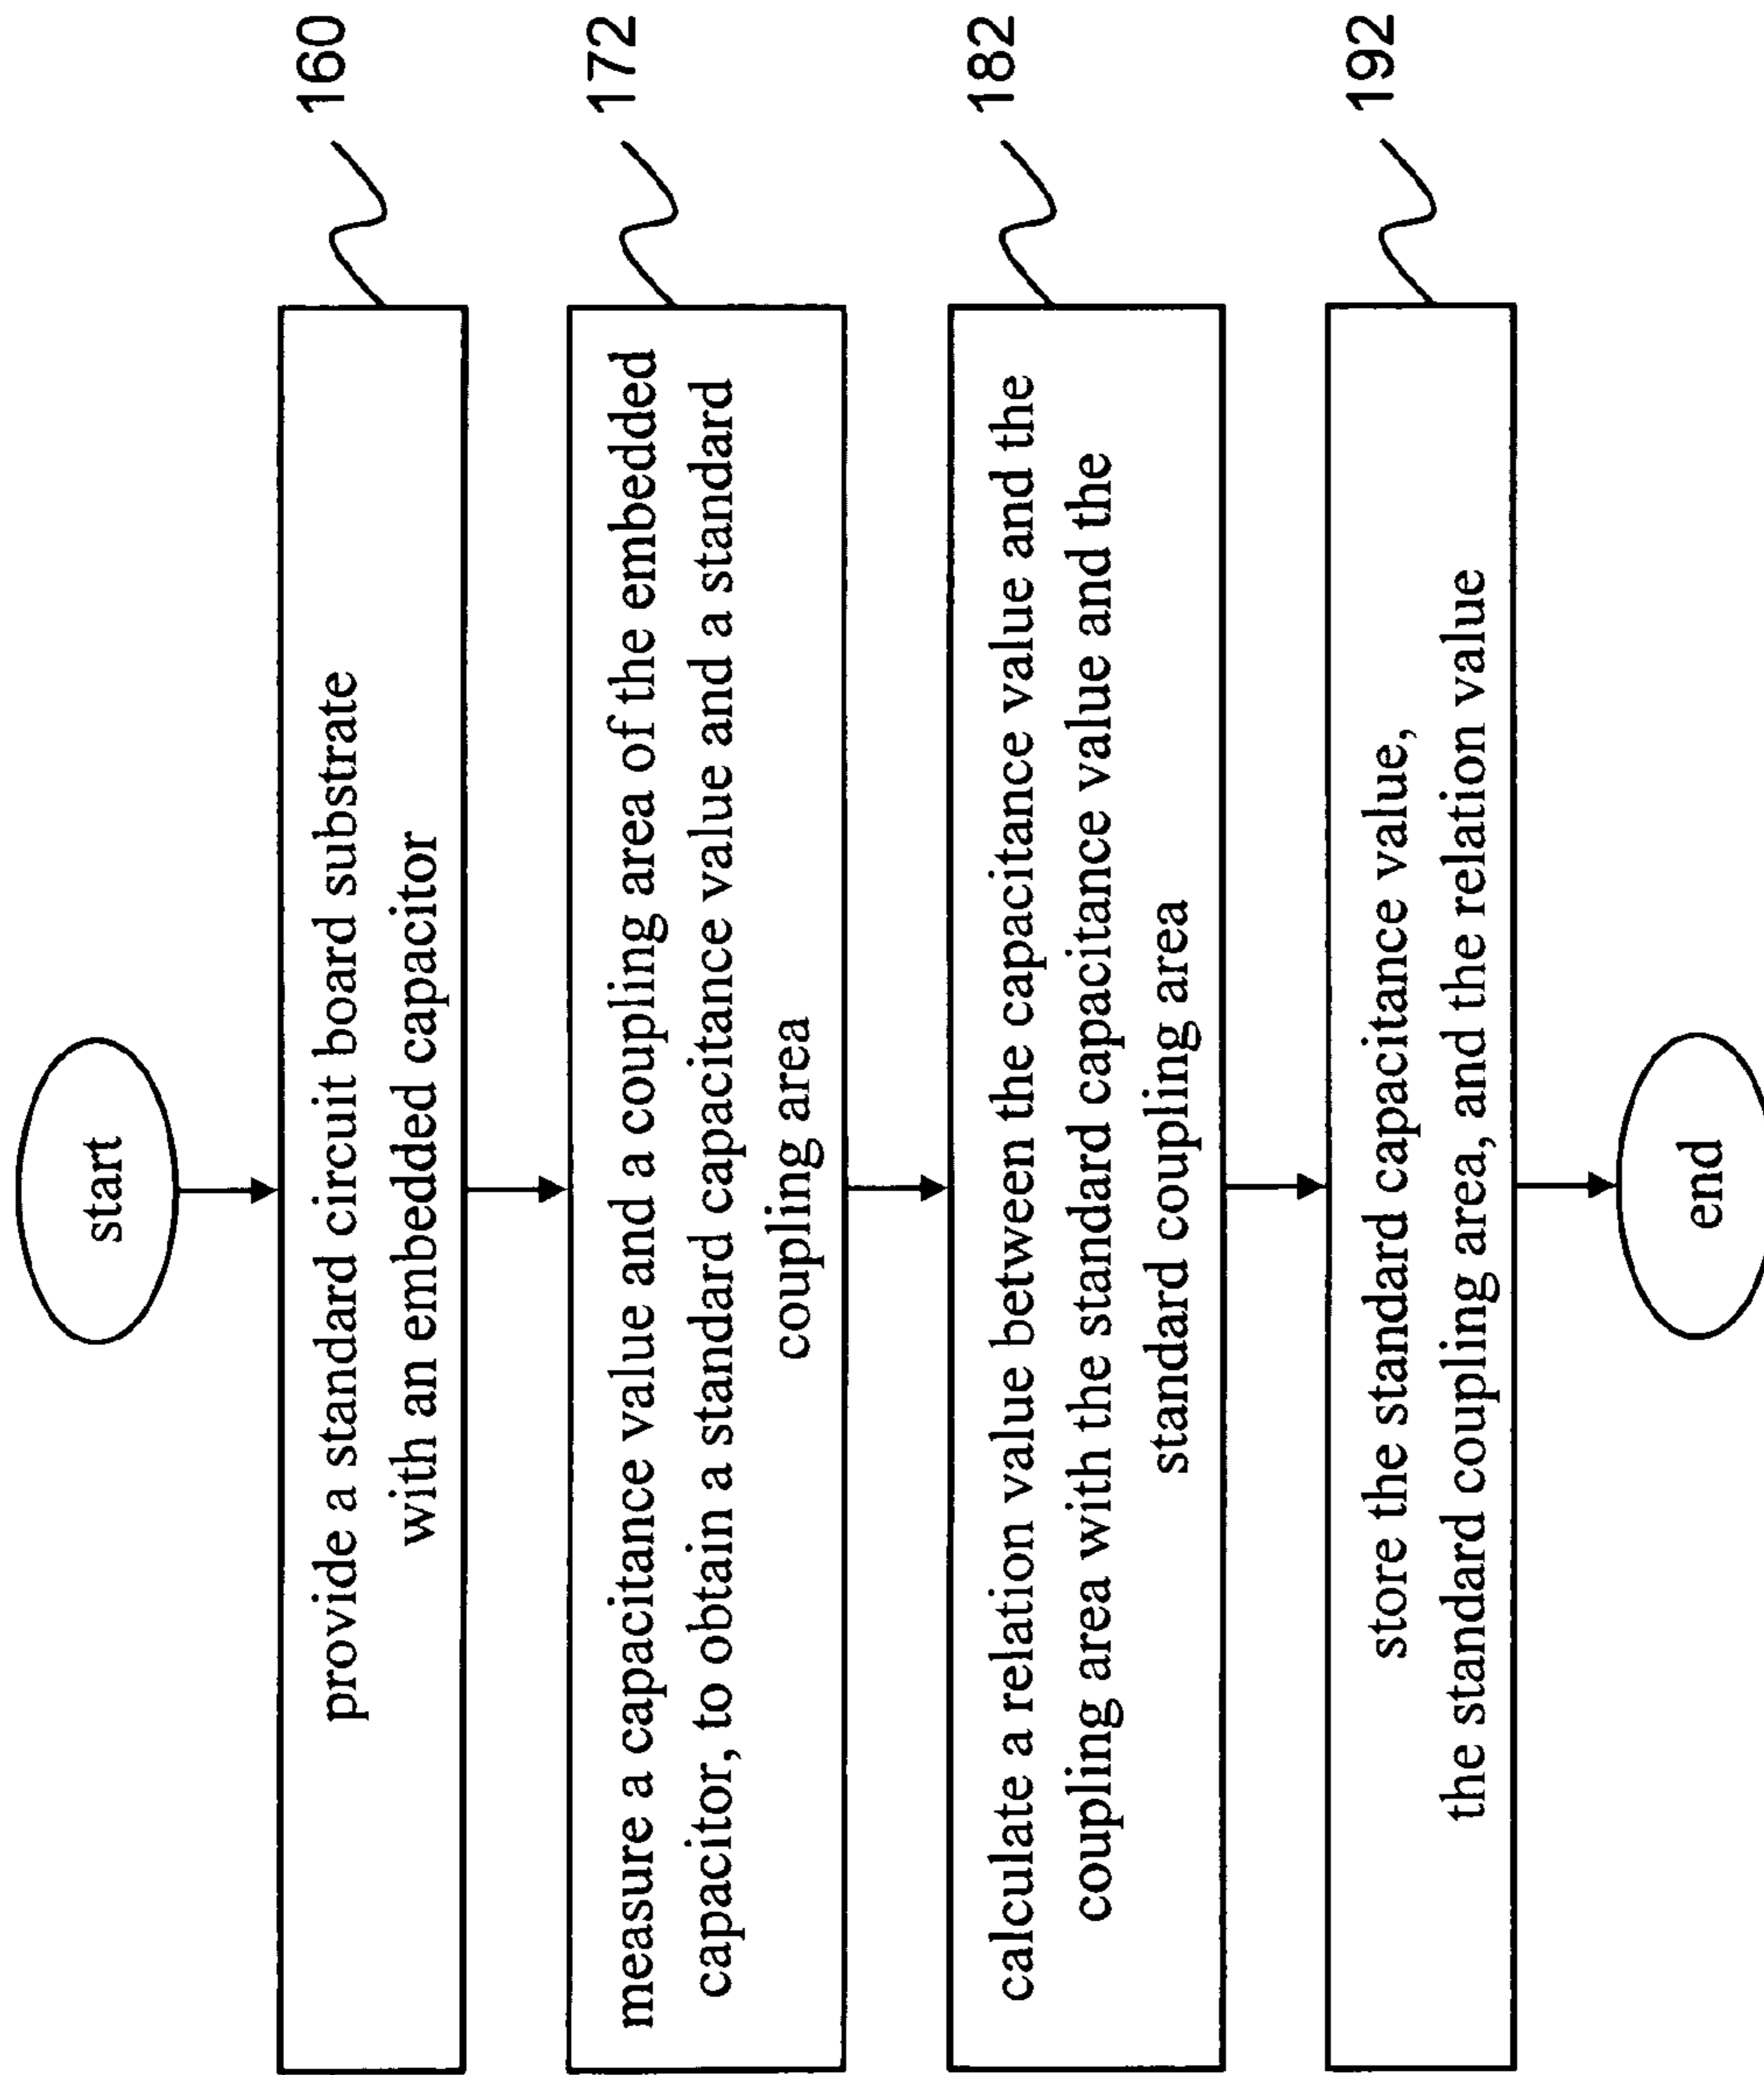 start
provide a standard circuit board substrate
with an embedded capacitor
160
measure a capacitance value and a coupling area of the embedded
capacitor, to obtain a standard capacitance value and a standard
coupling area
172
calculate a relation value between the capacitance value and the
coupling area with the standard capacitance value and the
standard coupling area
182
store the standard capacitance value,
the standard coupling area, and the relation value
192
end